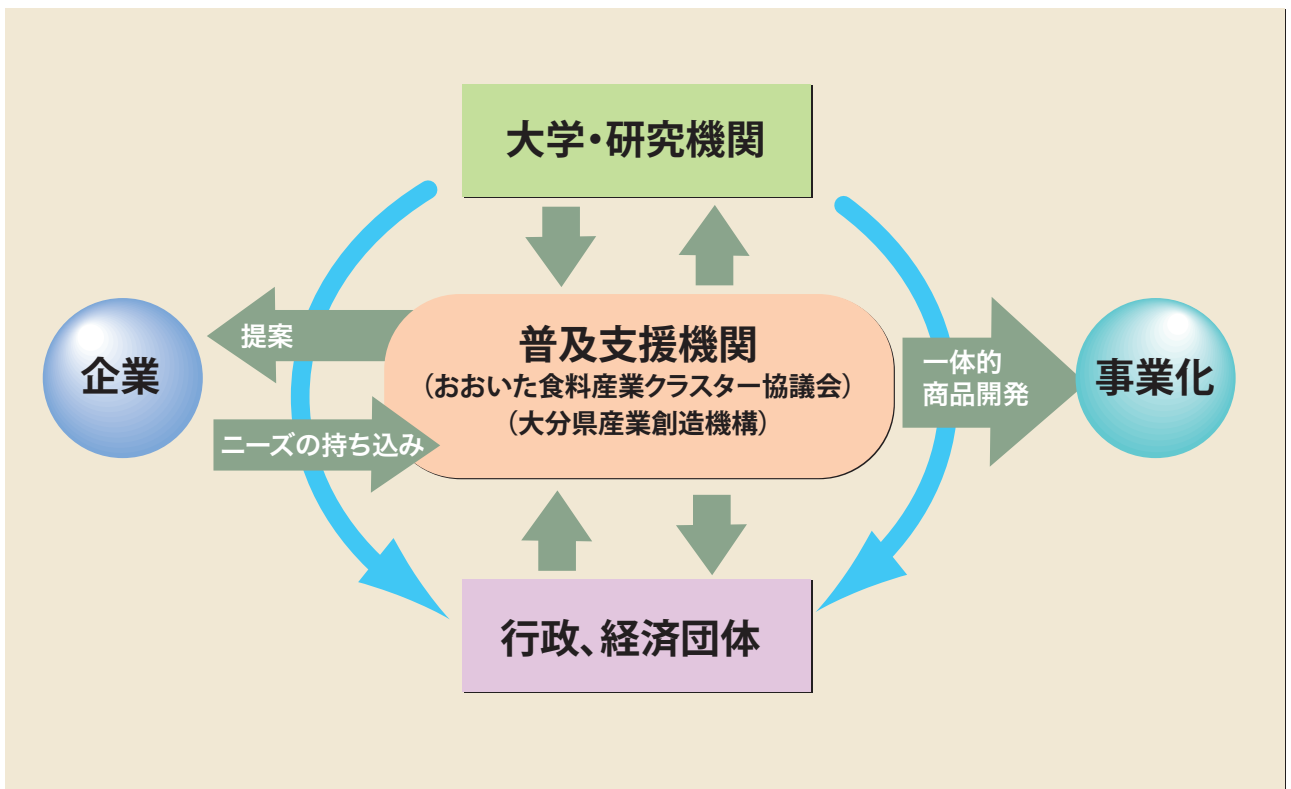 大学・研究機関
提案
企業
ニーズの持ち込み
普及支援機関
（おおいた食料産業クラスター協議会）
（大分県産業創造機構）
一体的
商品開発
事業化
行政、経済団体